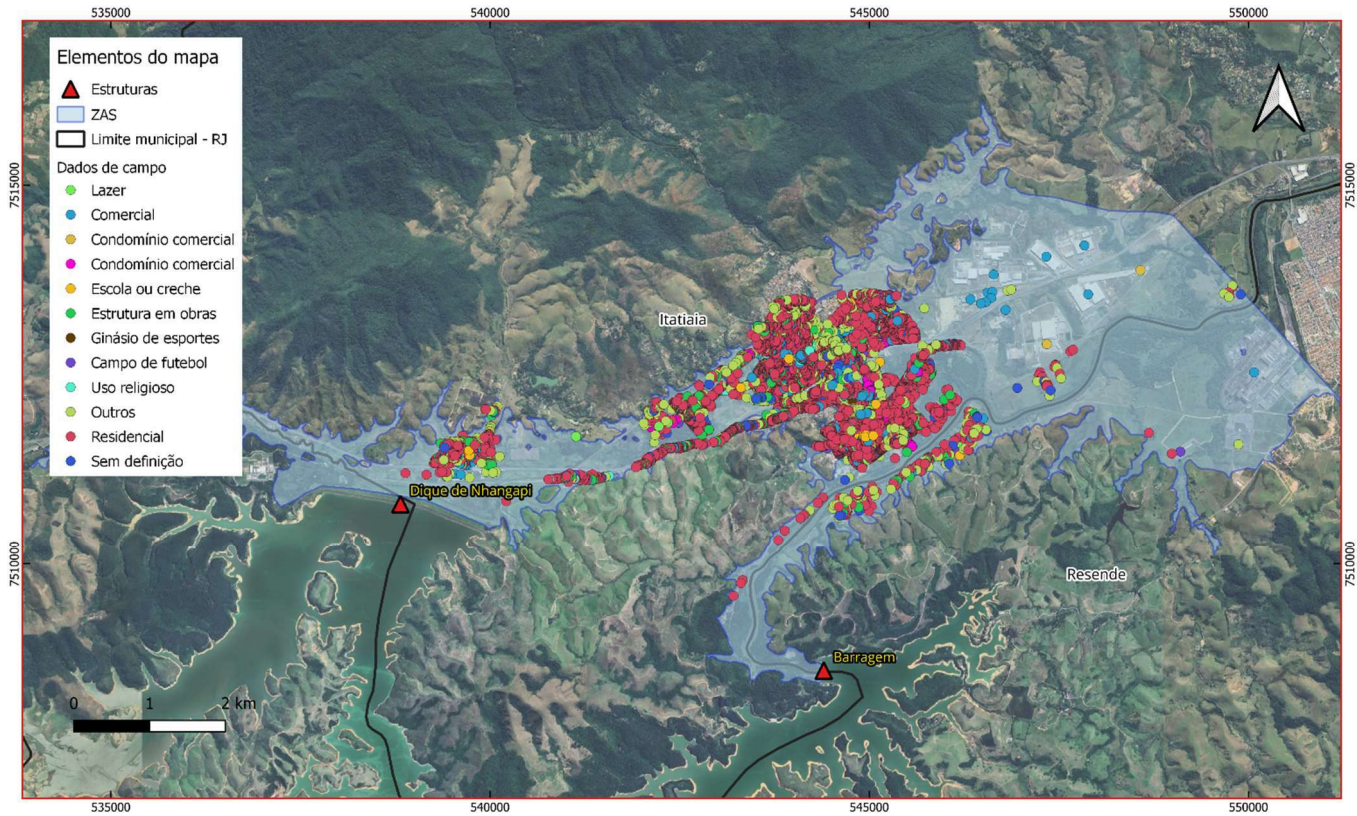 535000
540000
545000
550000
Elementos do mapa
Estruturas
ZAS
Limite municipal - RJ
Dados de campo
Lazer
Comercial
Condomínio comercial
Condomínio comercial
Escola ou creche
Estrutura em obras
Ginásio de esportes
Campo de futebol
Uso religioso
Outros
Residencial
Sem definição
7515000
7515000
Itatiaia
Dique de Nhangapi
7510000
7510000
Resende
Barragem
0 1 2 km
535000
540000
545000
550000